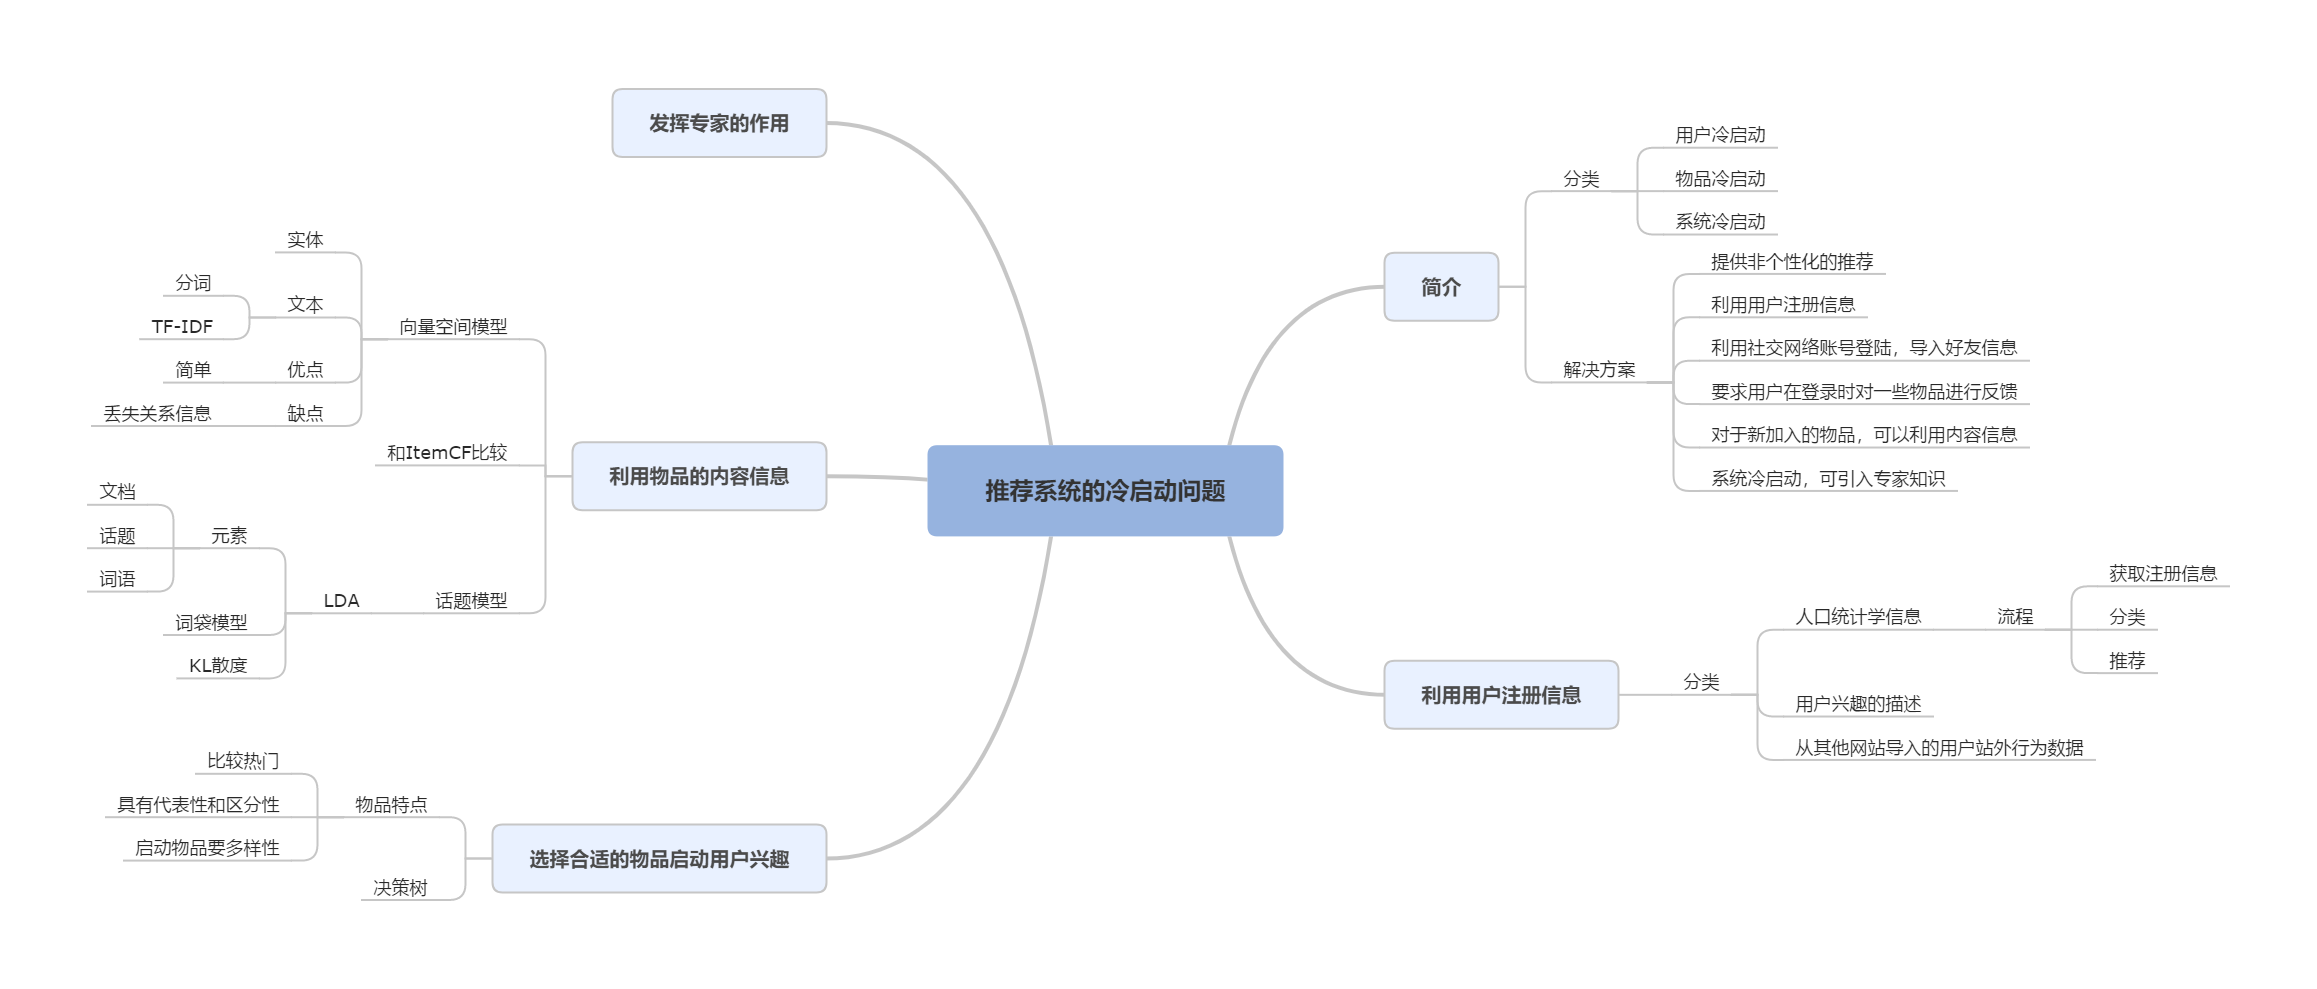 推荐系统的冷启动问题
简介
分类
用户冷启动
物品冷启动
系统冷启动
解决方案
提供非个性化的推荐
利用用户注册信息
利用社交网络账号登陆，导入好友信息
要求用户在登录时对一些物品进行反馈
对于新加入的物品，可以利用内容信息
系统冷启动，可引入专家知识
利用用户注册信息
分类
人口统计学信息
流程
获取注册信息
分类
推荐
用户兴趣的描述
从其他网站导入的用户站外行为数据
选择合适的物品启动用户兴趣
物品特点
比较热门
具有代表性和区分性
启动物品要多样性
决策树
利用物品的内容信息
向量空间模型
实体
文本
分词
TF-IDF
优点
简单
缺点
丢失关系信息
和ItemCF比较
话题模型
LDA
元素
文档
话题
词语
词袋模型
KL散度
发挥专家的作用